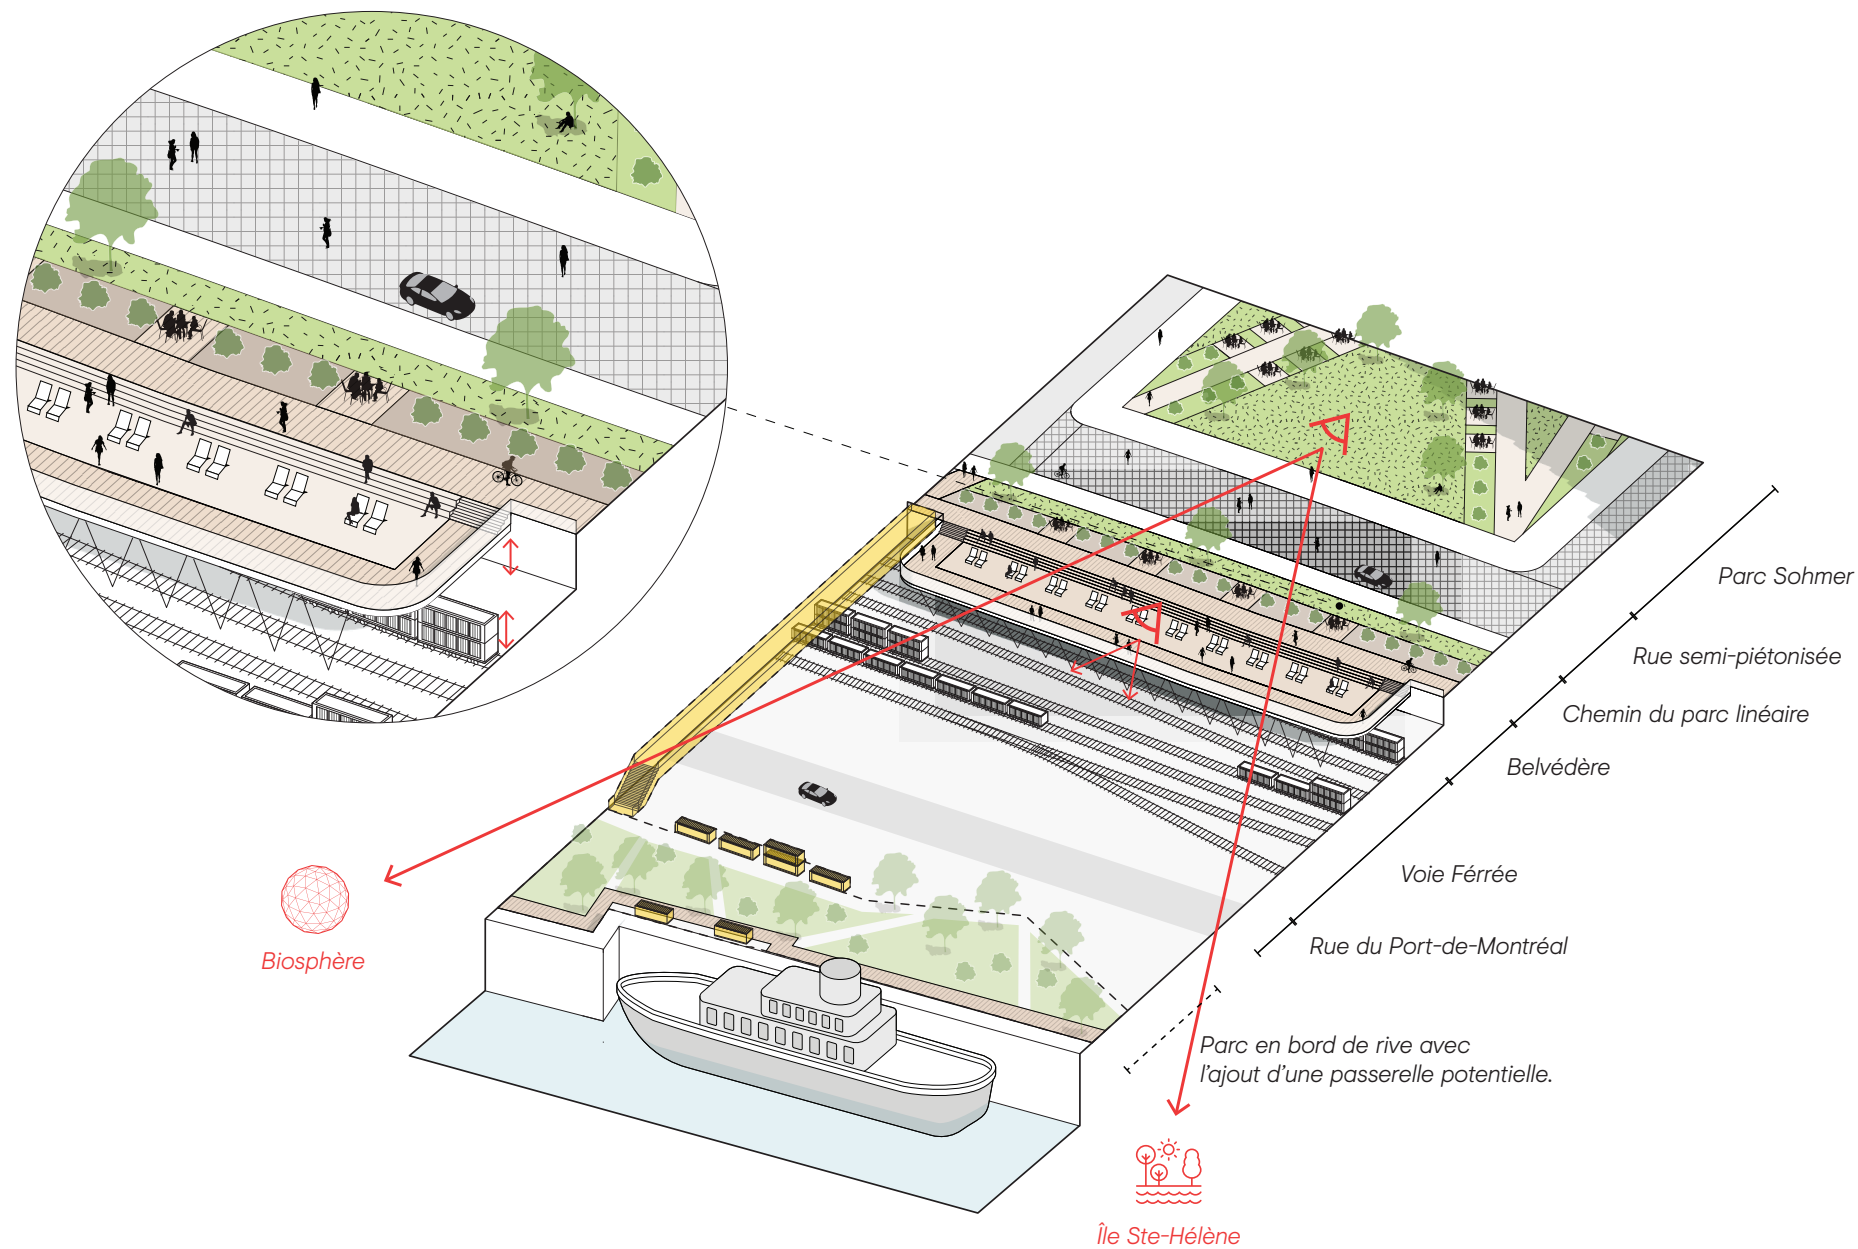 Parc Sohmer
Rue semi-piétonisée
Chemin du parc linéaire
Belvédère
Voie Férrée
Rue du Port-de-Montréal
Biosphère
Parc en bord de rive avec
l'ajout d'une passerelle potentielle.
Île Ste-Hélène